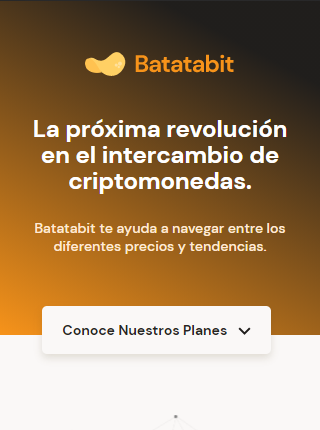 Batatabit
La próxima revolución
en el intercambio de
criptomonedas.
Batatabit te ayuda a navegar entre los
diferentes precios y tendencias.
Conoce Nuestros Planes